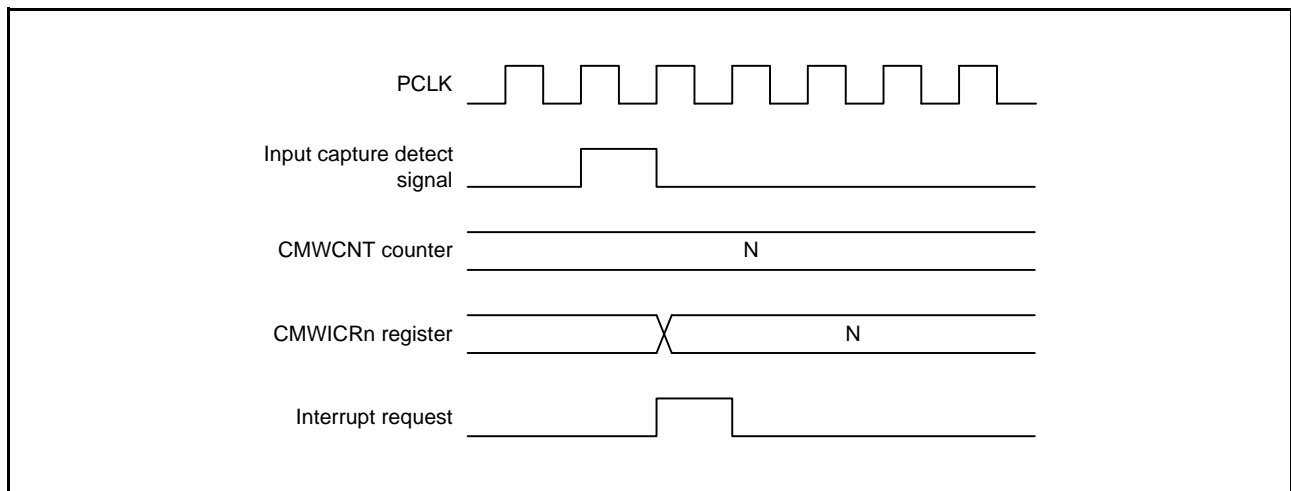 PCLK
Input capture detect
signal
CMWCNT counter
N
CMWICRn register
N
Interrupt request